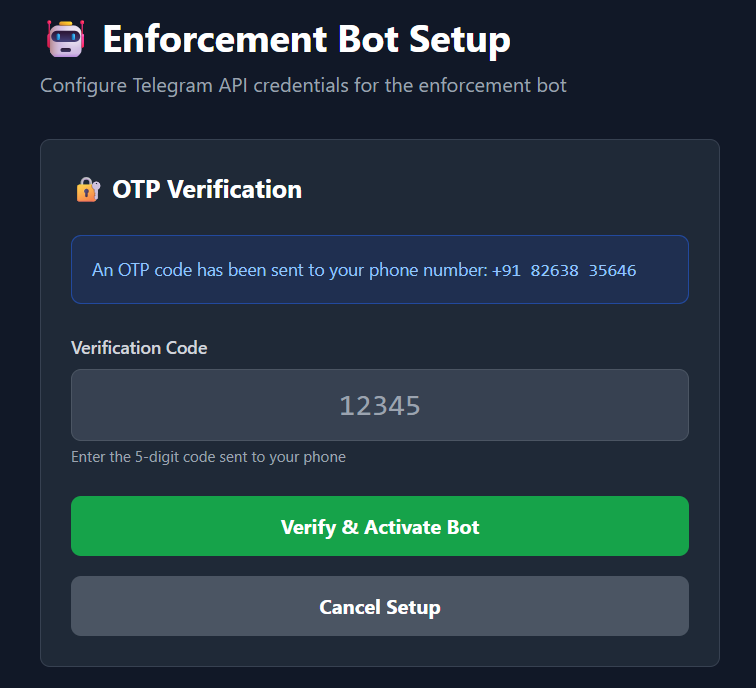 Enforcement Bot Setup
Configure Telegram API credentials for the enforcement bot
OTP Verification
An OTP code has been sent to your phone number: +91 82638 35646
Verification Code
12345
Enter the 5-digit code sent to your phone
Verify & Activate Bot
Cancel Setup